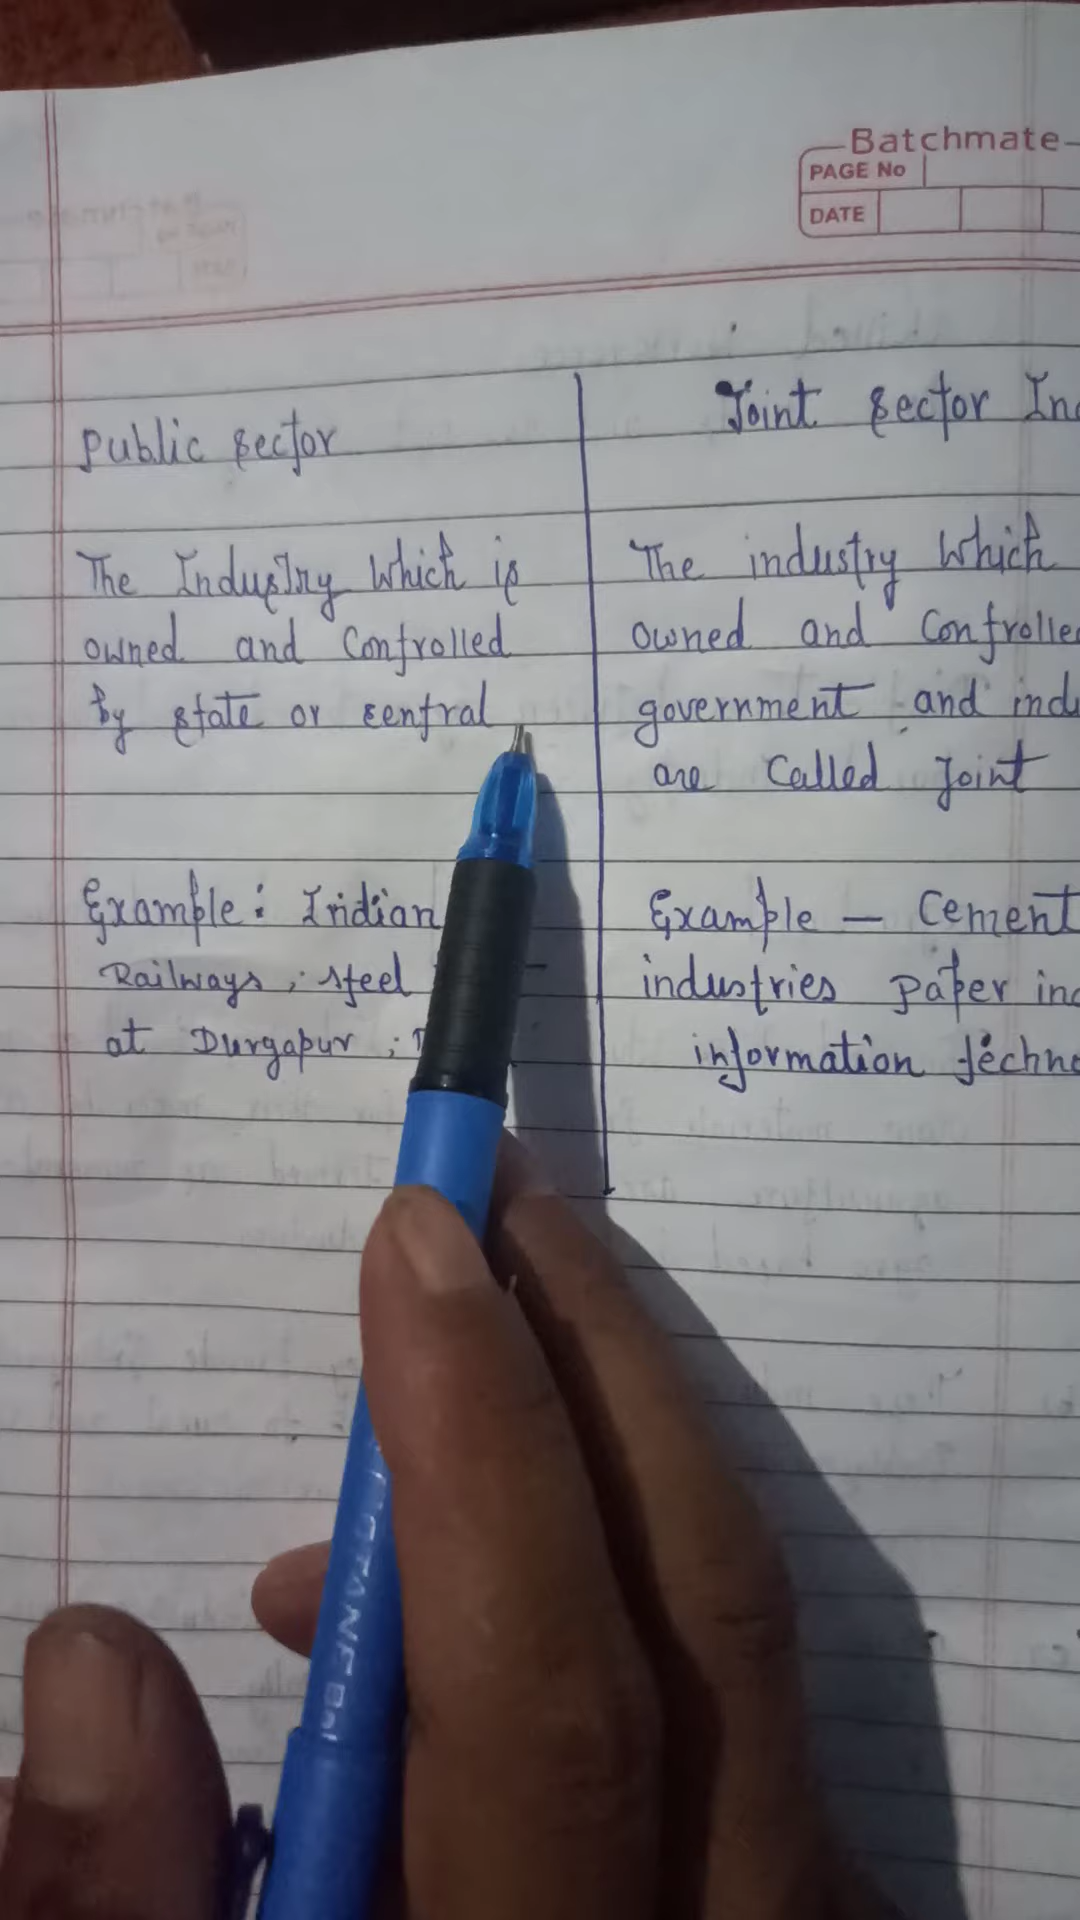 Batchmate
PAGE No
DATE
Public sector
The Industry which is
owned and controlled
by state or sentral
Example: Indian
Railways, steel
at Durgapur,
Joint sector
The industry which
owned and
government and
are called Joint
Example – Cement
industries paper
information